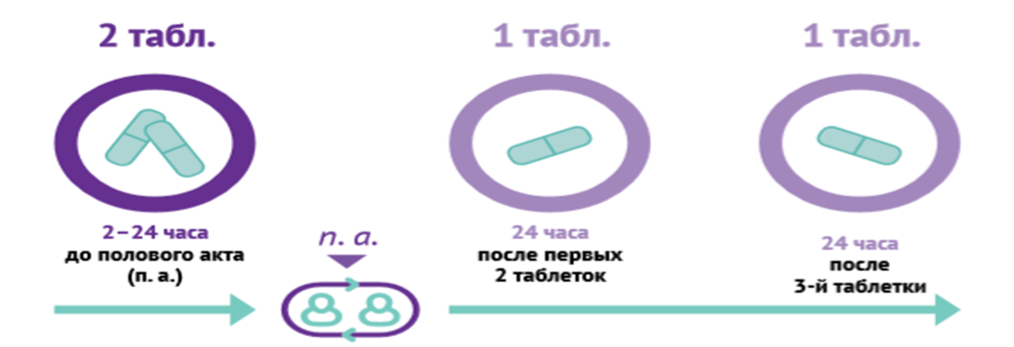 2 табл.
2–24 часа
до полового акта
(п. а.)
п. а.
1 табл.
24 часа
после первых
2 таблеток
1 табл.
24 часа
после
3-й таблетки